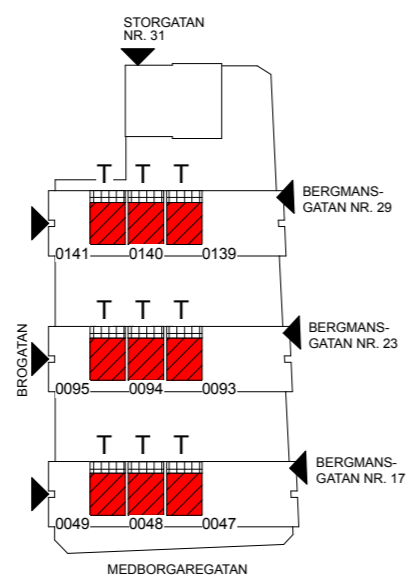 STORGATAN
NR. 31
T T T
BERGMANS-
GATAN NR. 29
0141 0140 0139
T T T
BERGMANS-
GATAN NR. 23
BROGATAN
0095 0094 0093
T T T
BERGMANS-
GATAN NR. 17
0049 0048 0047
MEDBORGAREGATAN